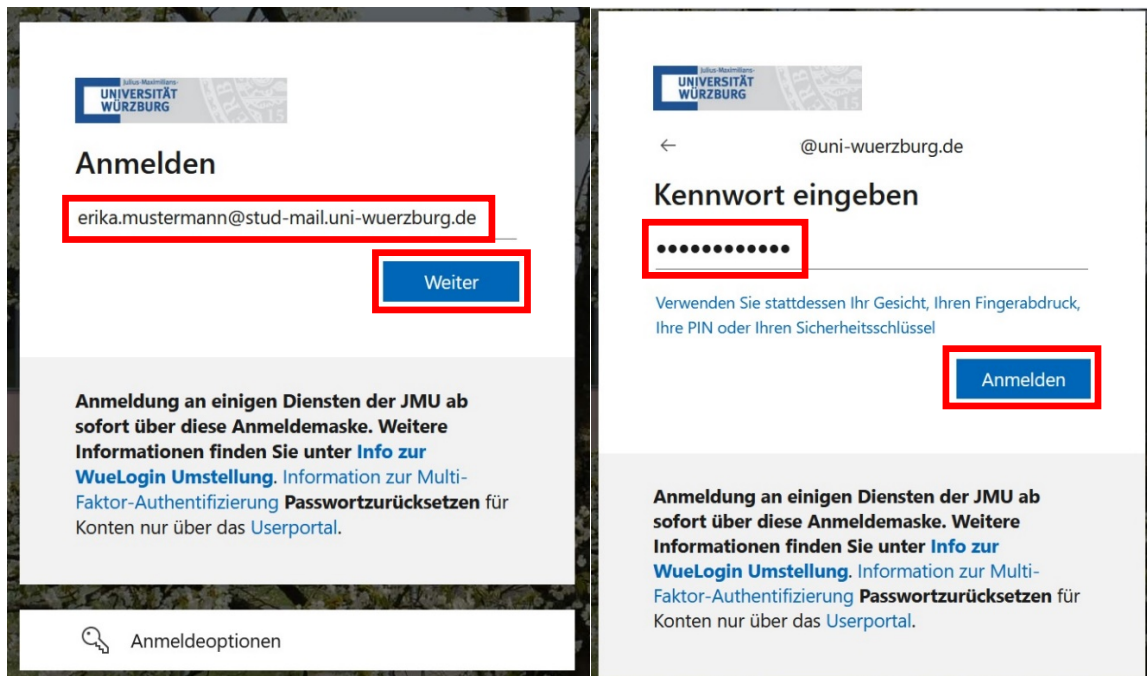 Julius-Maximilians-
UNIVERSITÄT
WÜRZBURG
Anmelden
erika.mustermann@stud-mail.uni-wuerzburg.de
Weiter
Anmeldung an einigen Diensten der JMU ab
sofort über diese Anmeldemaske. Weitere
Informationen finden Sie unter Info zur
WueLogin Umstellung. Information zur Multi-
Faktor-Authentifizierung Passwortzurücksetzen für
Konten nur über das Userportal.
Anmeldeoptionen
Julius-Maximilians-
UNIVERSITÄT
WÜRZBURG
@uni-wuerzburg.de
Kennwort eingeben
Verwenden Sie stattdessen Ihr Gesicht, Ihren Fingerabdruck,
Ihre PIN oder Ihren Sicherheitsschlüssel
Anmelden
Anmeldung an einigen Diensten der JMU ab
sofort über diese Anmeldemaske. Weitere
Informationen finden Sie unter Info zur
WueLogin Umstellung. Information zur Multi-
Faktor-Authentifizierung Passwortzurücksetzen für
Konten nur über das Userportal.